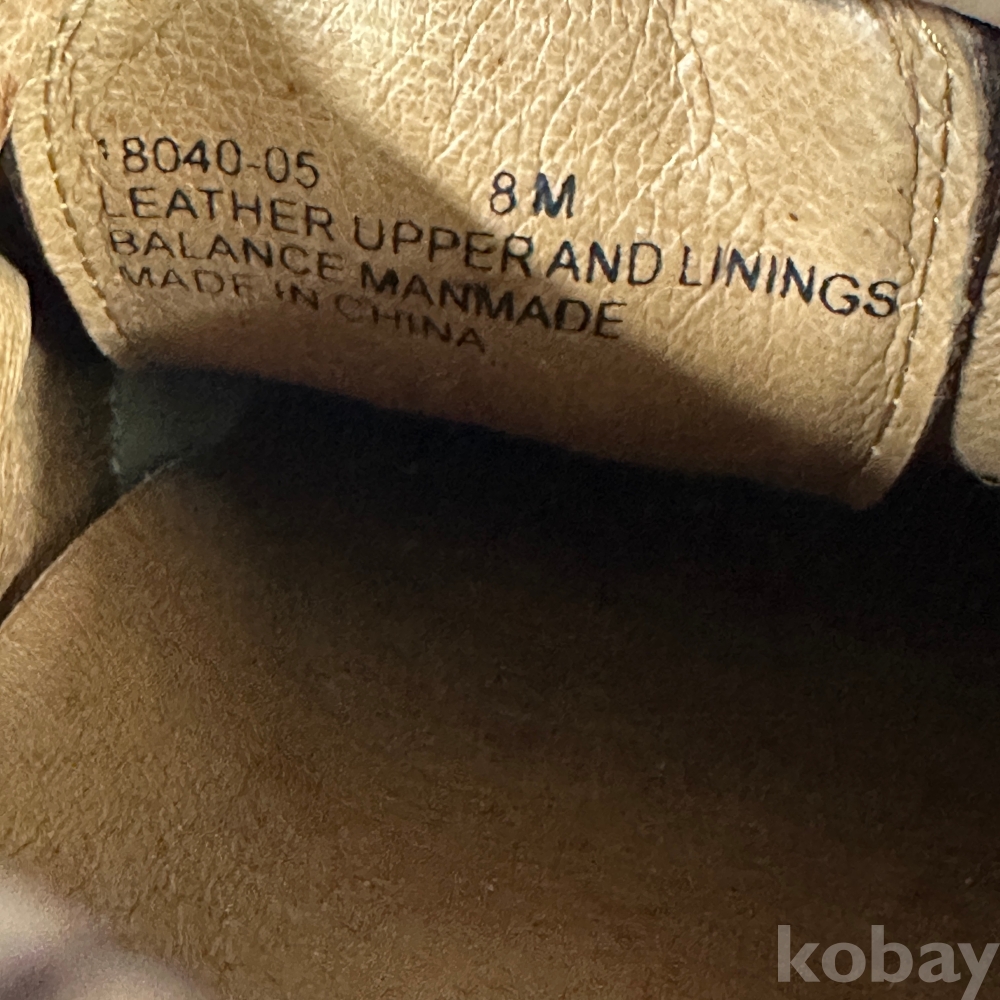 18040-05
8 M
LEATHER UPPER AND LININGS
BALANCE MANMADE
MADE IN CHINA
kobay